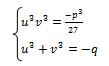 u³v³ = −p³/27
u³ + v³ = −q